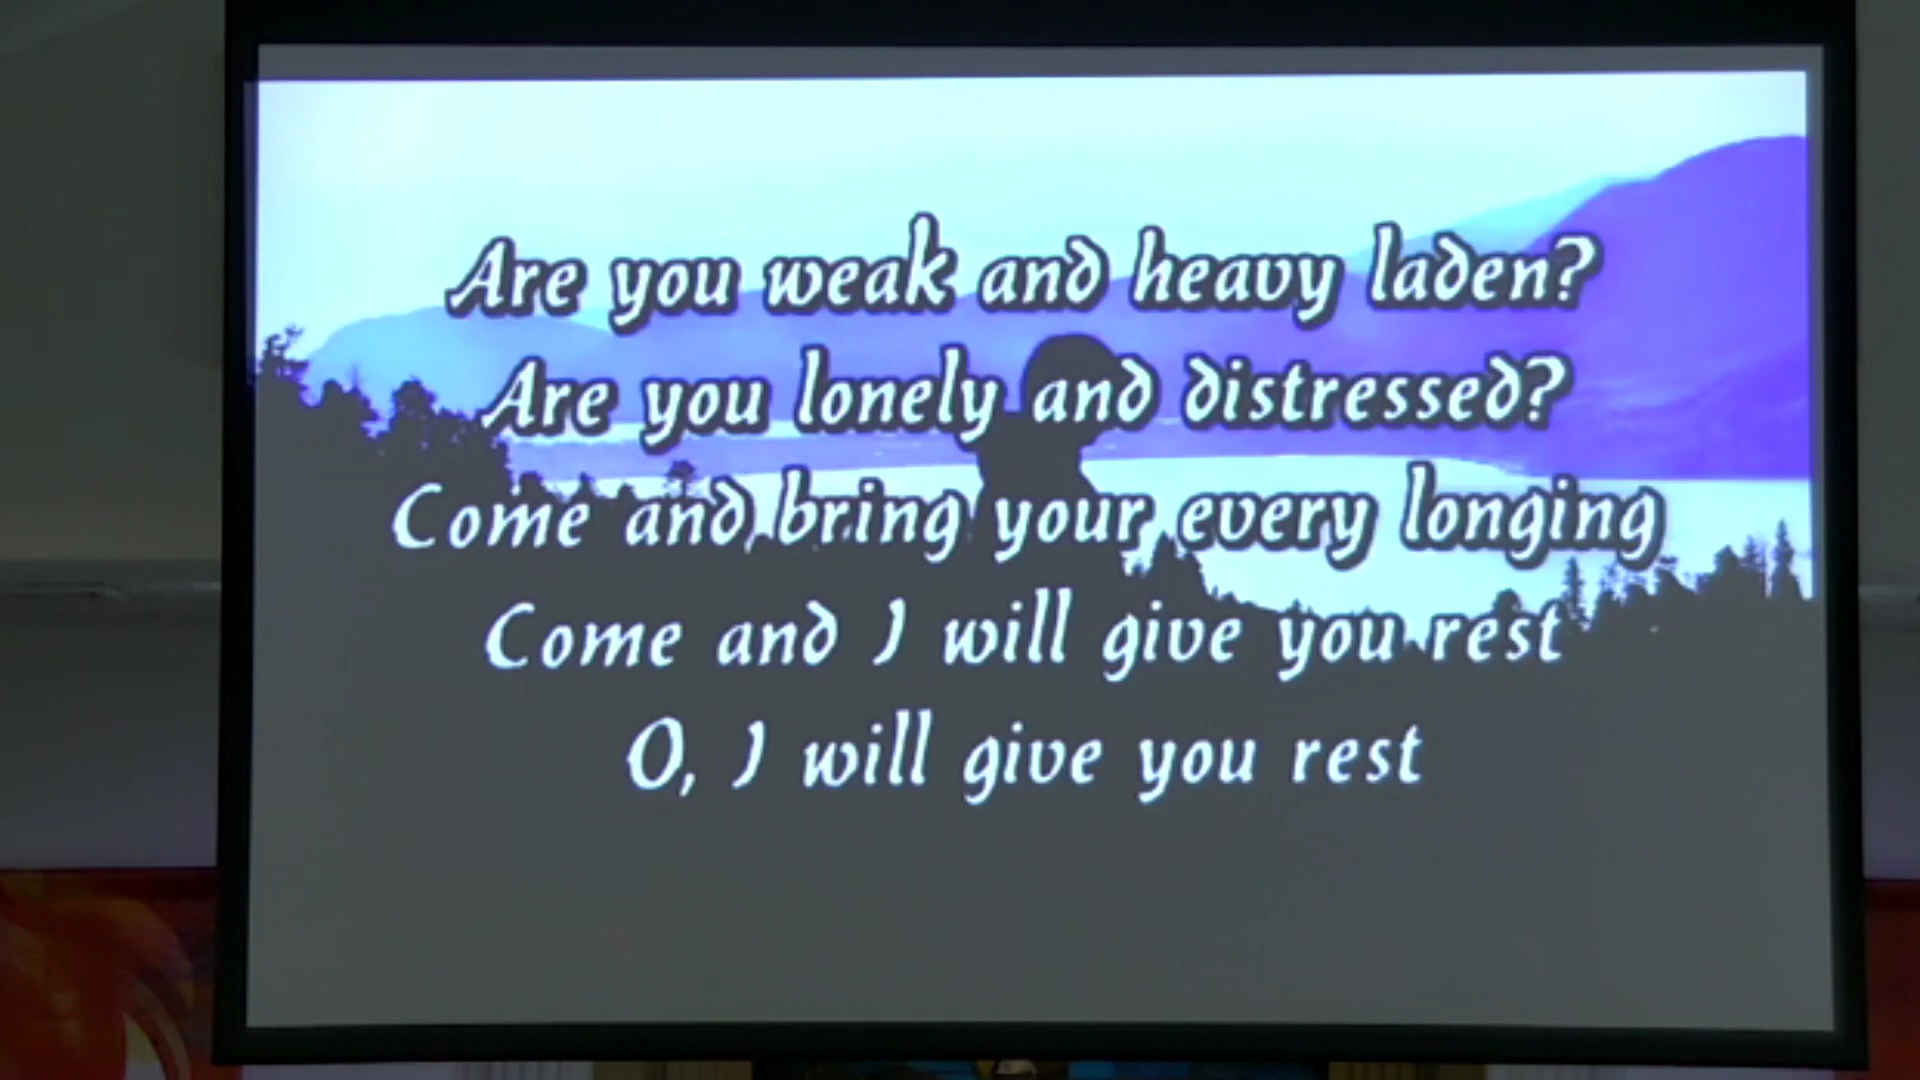 Are you weak and heavy laden?
Are you lonely and distressed?
Come and bring your every longing
Come and I will give you rest
O, I will give you rest